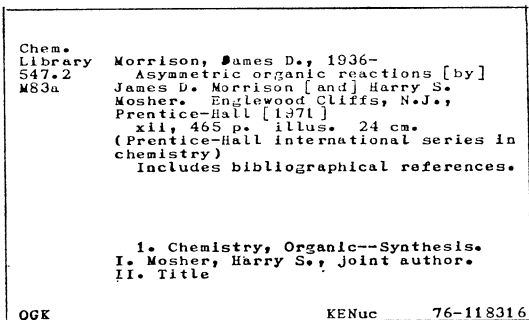 Chem.
Library Morrison, James D., 1936-
547.2 Asymmetric organic reactions [by]
M83a James D. Morrison [and] Harry S.
Mosher. Englewood Cliffs, N.J.,
Prentice-Hall [1971]
xii, 465 p. illus. 24 cm.
(Prentice-Hall international series in
chemistry)
Includes bibliographical references.
1. Chemistry, Organic--Synthesis.
I. Mosher, Harry S., joint author.
II. Title
OGK KENuc 76-118316